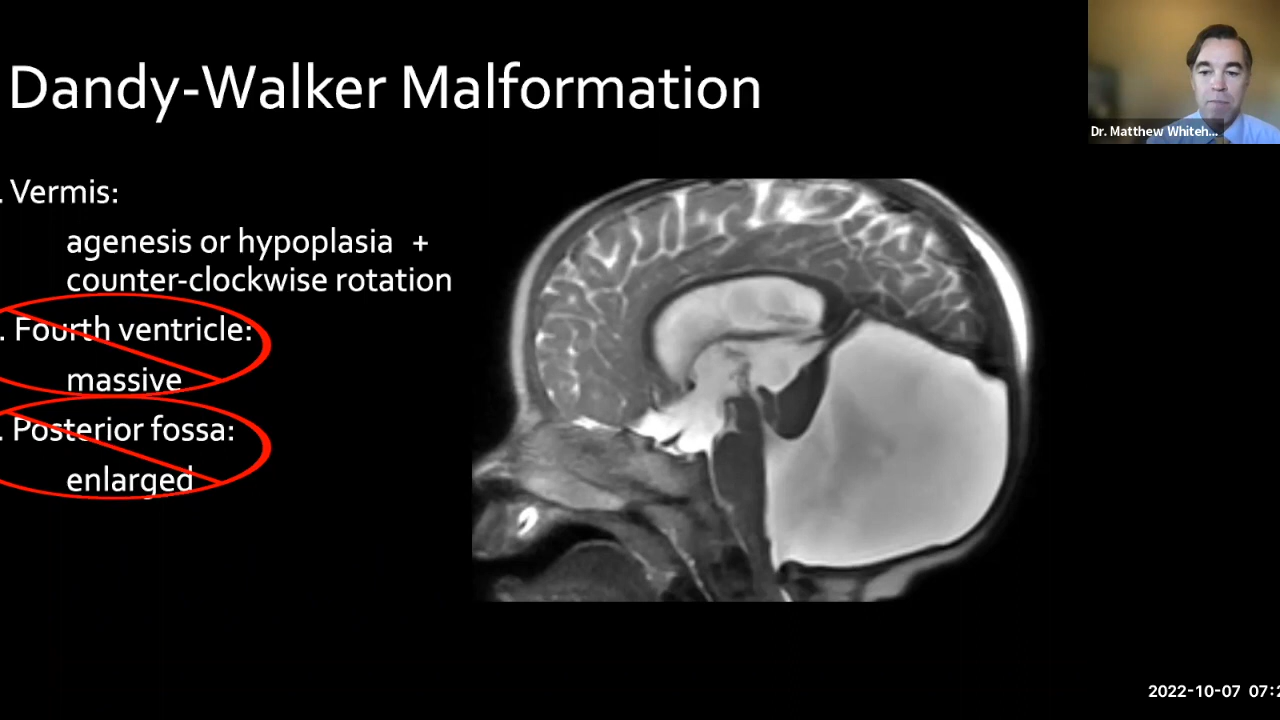 Dandy-Walker Malformation
Dr. Matthew Whiteh...
. Vermis:
agenesis or hypoplasia +
counter-clockwise rotation
. Fourth ventricle:
massive
. Posterior fossa:
enlarged
2022-10-07 07:2